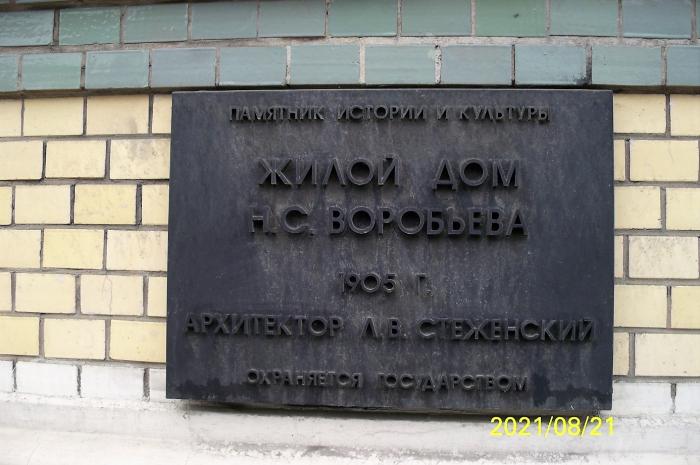 ПАМЯТНИК ИСТОРИИ И КУЛЬТУРЫ
ЖИЛОЙ ДОМ
Н.С. ВОРОБЬЕВА
1905 Г.
АРХИТЕКТОР Л.В. СТЕЖЕНСКИЙ
ОХРАНЯЕТСЯ ГОСУДАРСТВОМ
2021/08/21